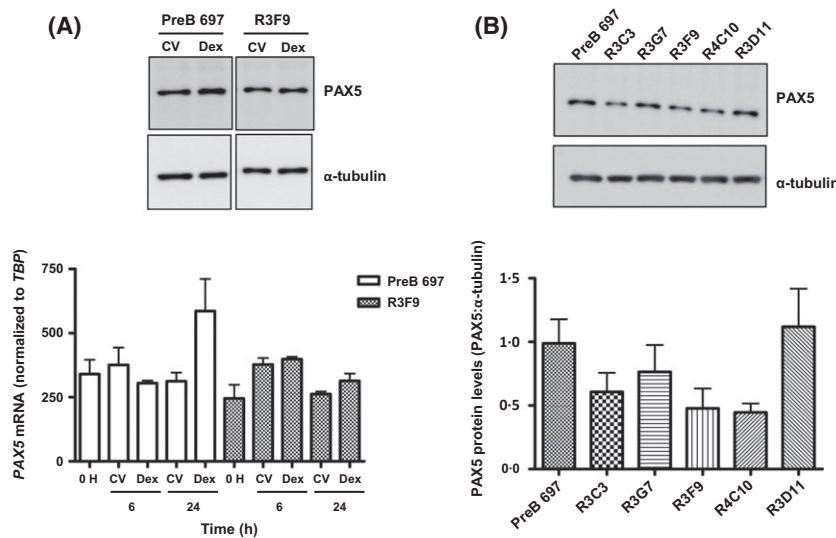 (A)
PreB 697 R3F9
CV Dex CV Dex
PAX5
α-tubulin
PAX5 mRNA (normalized to TBP)
750
500
250
0
PreB 697
R3F9
0 H CV Dex CV Dex 0 H CV Dex CV Dex
6 24 6 24
Time (h)
(B)
PreB 697 R3C3 R3G7 R3F9 R4C10 R3D11
PAX5
α-tubulir
PAX5 protein levels (PAX5:α-tubulin)
1·5
1·0
0·5
0·0
PreB 697 R3C3 R3G7 R3F9 R4C10 R3D11